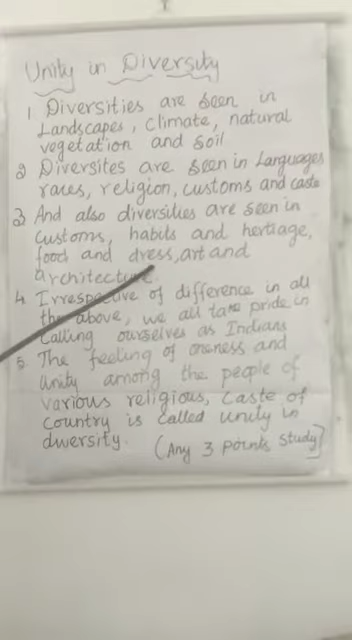 Unity in Diversity
1 Diversities are seen in
Landscapes, climate, natural
vegetation and soil
2 Diversites are seen in Languages
races, religion, customs and caste
3 And also diversities are seen in
customs, habits and hertiage,
food and dress, art and
architecture.
4 Irrespective of difference in all
the above, we all take pride in
calling ourselves as Indians
5. The feeling of oneness and
Unity among the people of
various religious, caste of
country is called unity in
diversity. (Any 3 points study)